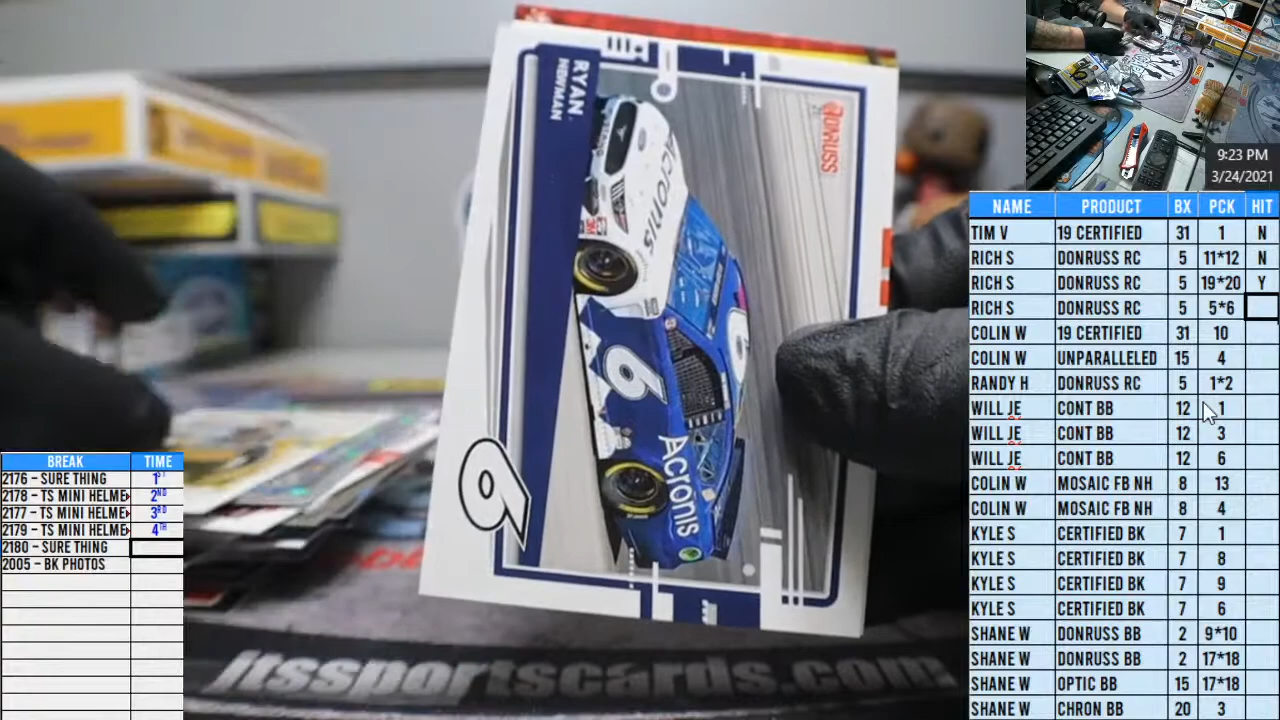 RYAN
NEWMAN
DONRUSS
ACRONIS
6
Acronis
6
jtssportscards.com
9:23 PM
3/24/2021
NAME PRODUCT BX PCK HIT
TIM V 19 CERTIFIED 31 1 N
RICH S DONRUSS RC 5 11*12 N
RICH S DONRUSS RC 5 19*20 Y
RICH S DONRUSS RC 5 5*6
COLIN W 19 CERTIFIED 31 10
COLIN W UNPARALLELED 15 4
RANDY H DONRUSS RC 5 1*2
WILL JE CONT BB 12 1
WILL JE CONT BB 12 3
WILL JE CONT BB 12 6
COLIN W MOSAIC FB NH 8 13
COLIN W MOSAIC FB NH 8 4
KYLE S CERTIFIED BK 7 1
KYLE S CERTIFIED BK 7 8
KYLE S CERTIFIED BK 7 9
KYLE S CERTIFIED BK 7 6
SHANE W DONRUSS BB 2 9*10
SHANE W DONRUSS BB 2 17*18
SHANE W OPTIC BB 15 17*18
SHANE W CHRON BB 20 3
BREAK TIME
2176 – SURE THING 1ST
2178 – TS MINI HELME 2ND
2177 – TS MINI HELME 3RD
2179 – TS MINI HELME 4TH
2180 – SURE THING
2005 – BK PHOTOS